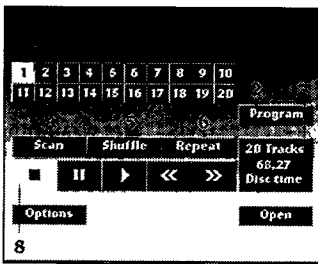 1 2 3 4 5 6 7 8 9 10
11 12 13 14 15 16 17 18 19 20
Program
Scan Shuffle Repeat
20 Tracks
68.27
Disc time
Options
Open
8